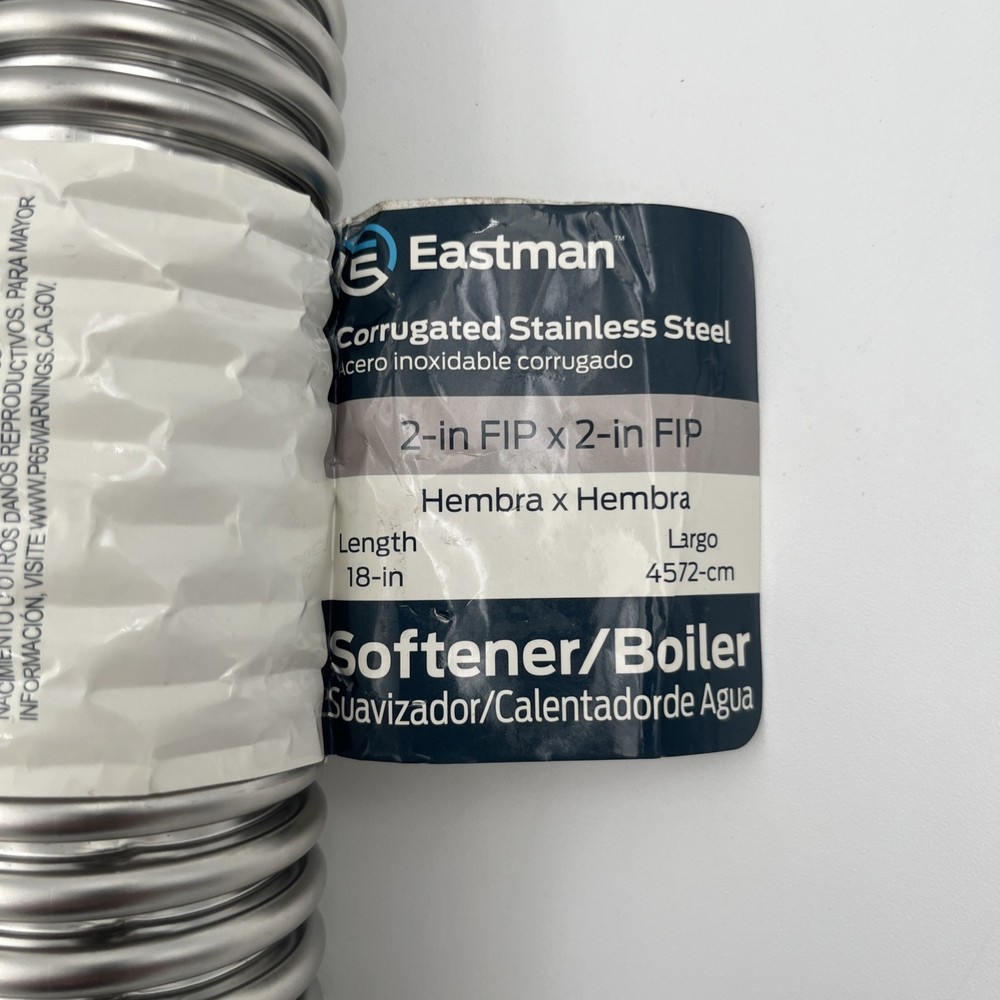 Eastman™
Corrugated Stainless Steel
Acero inoxidable corrugado
2-in FIP x 2-in FIP
Hembra x Hembra
Length Largo
18-in 4572-cm
Softener/Boiler
Suavizador/Calentadorde Agua
NACIMIENTO U OTROS DAÑOS REPRODUCTIVOS. PARA MAYOR
INFORMACIÓN, VISITE WWW.P65WARNINGS.CA.GOV.